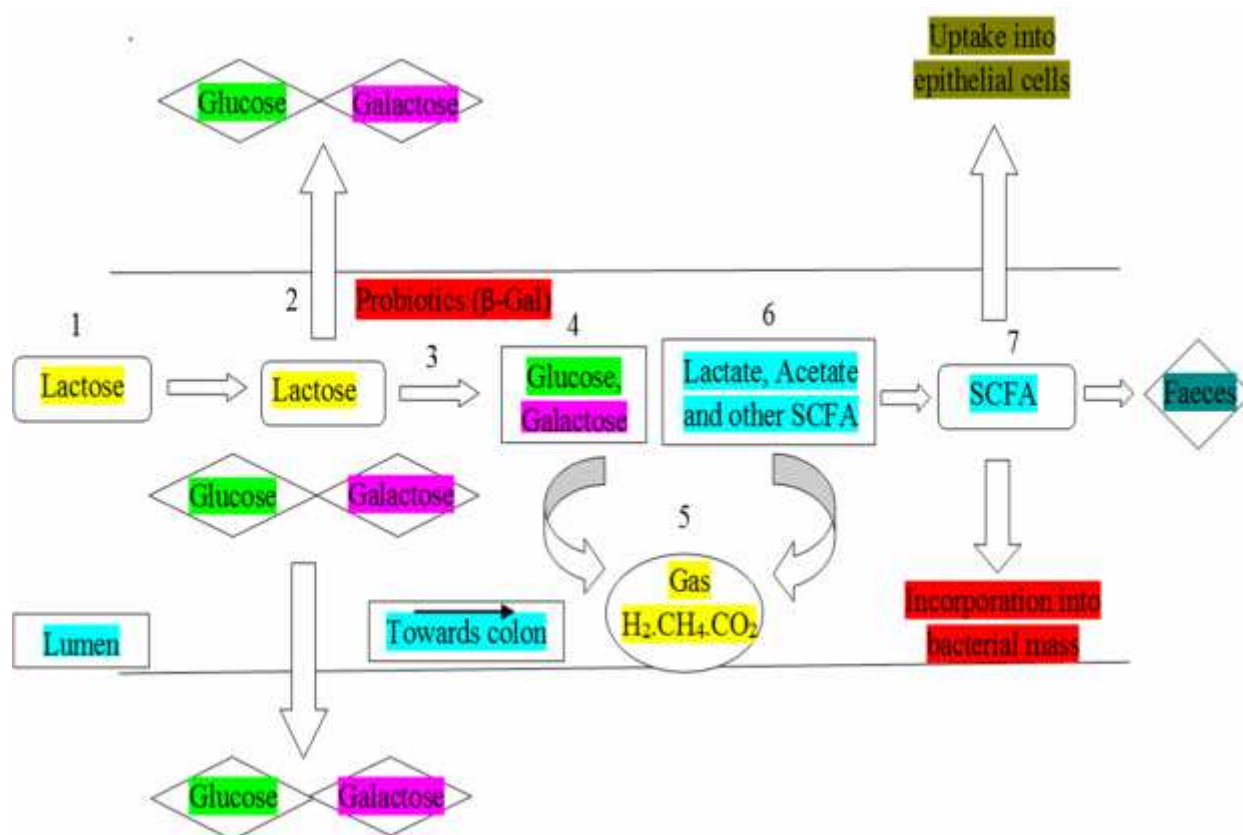 Uptake into
epithelial cells
Glucose
Galactose
2
Probiotics (β-Gal)
1
3
4
6
7
Lactose
Lactose
Glucose,
Galactose
Lactate, Acetate
and other SCFA
SCFA
Faeces
Glucose
Galactose
5
Gas
H₂.CH₄.CO₂
Incorporation into
bacterial mass
Lumen
Towards colon
Glucose
Galactose